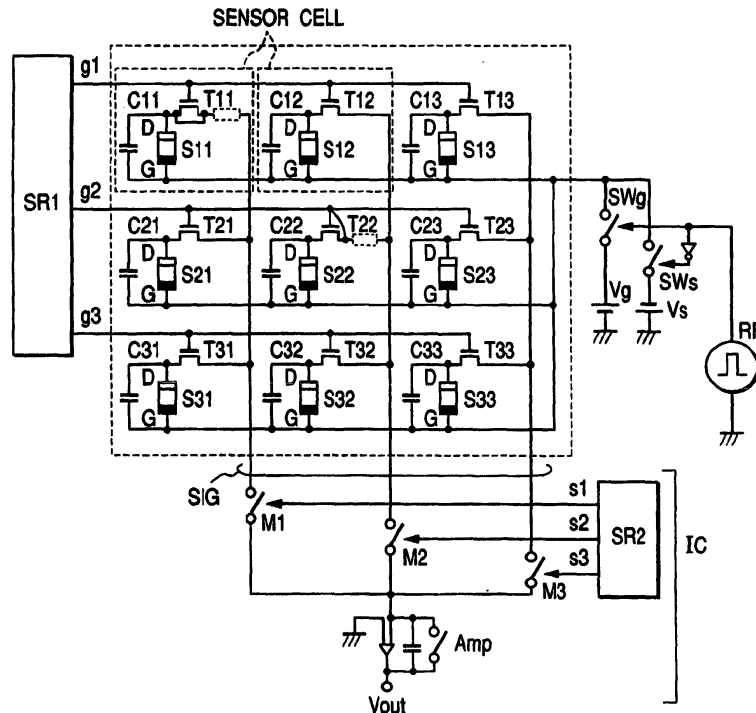 SENSOR CELL
g1
C11 T11 C12 T12 C13 T13
D D D
S11 S12 S13
G G G
SR1
g2
SWg
C21 T21 C22 T22 C23 T23
D D D
S21 S22 S23
SWs
G G G
Vg Vs
g3
RF
C31 T31 C32 T32 C33 T33
D D D
S31 S32 S33
G G G
SIG
s1
M1
s2
SR2
IC
M2
s3
M3
Amp
Vout